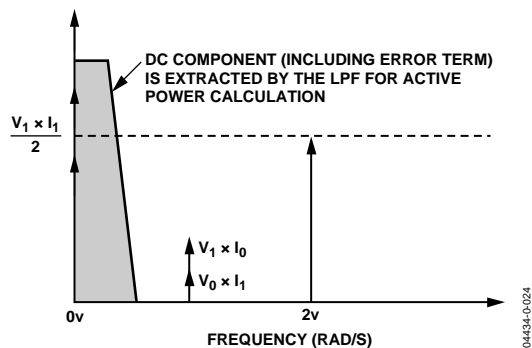 DC COMPONENT (INCLUDING ERROR TERM)
IS EXTRACTED BY THE LPF FOR ACTIVE
POWER CALCULATION
V1 × I1
2
V1 × I0
V0 × I1
0v
2v
FREQUENCY (RAD/S)
04434-0-024